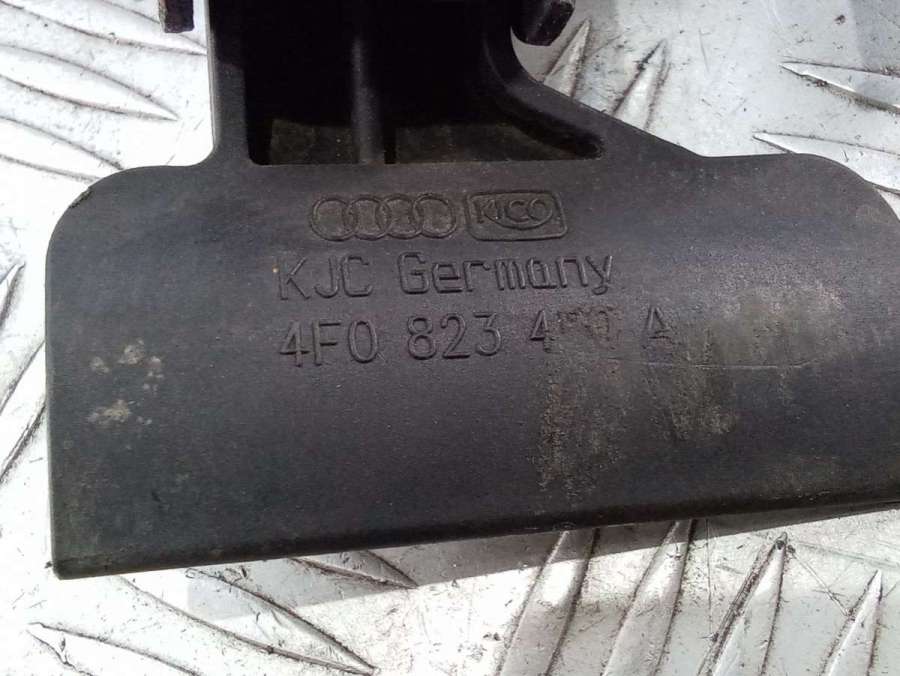 KICO
KJC Germany
4F0 823 A